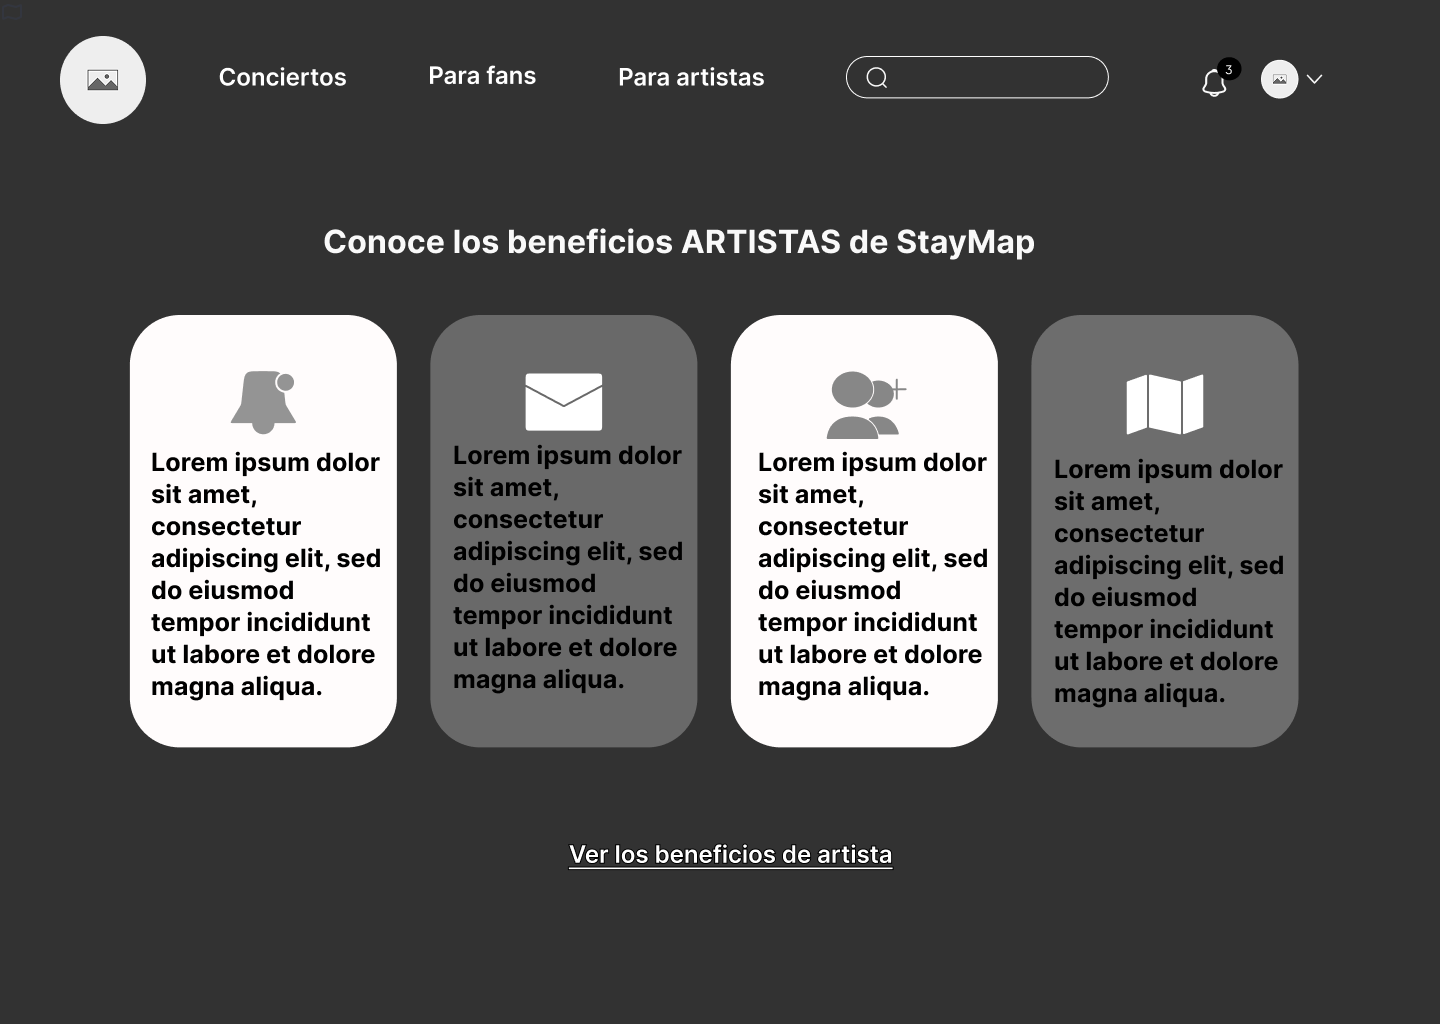 Conciertos
Para fans
Para artistas
3
Conoce los beneficios ARTISTAS de StayMap
Lorem ipsum dolor
sit amet,
consectetur
adipiscing elit, sed
do eiusmod
tempor incididunt
ut labore et dolore
magna aliqua.
Lorem ipsum dolor
sit amet,
consectetur
adipiscing elit, sed
do eiusmod
tempor incididunt
ut labore et dolore
magna aliqua.
Lorem ipsum dolor
sit amet,
consectetur
adipiscing elit, sed
do eiusmod
tempor incididunt
ut labore et dolore
magna aliqua.
Lorem ipsum dolor
sit amet,
consectetur
adipiscing elit, sed
do eiusmod
tempor incididunt
ut labore et dolore
magna aliqua.
Ver los beneficios de artista